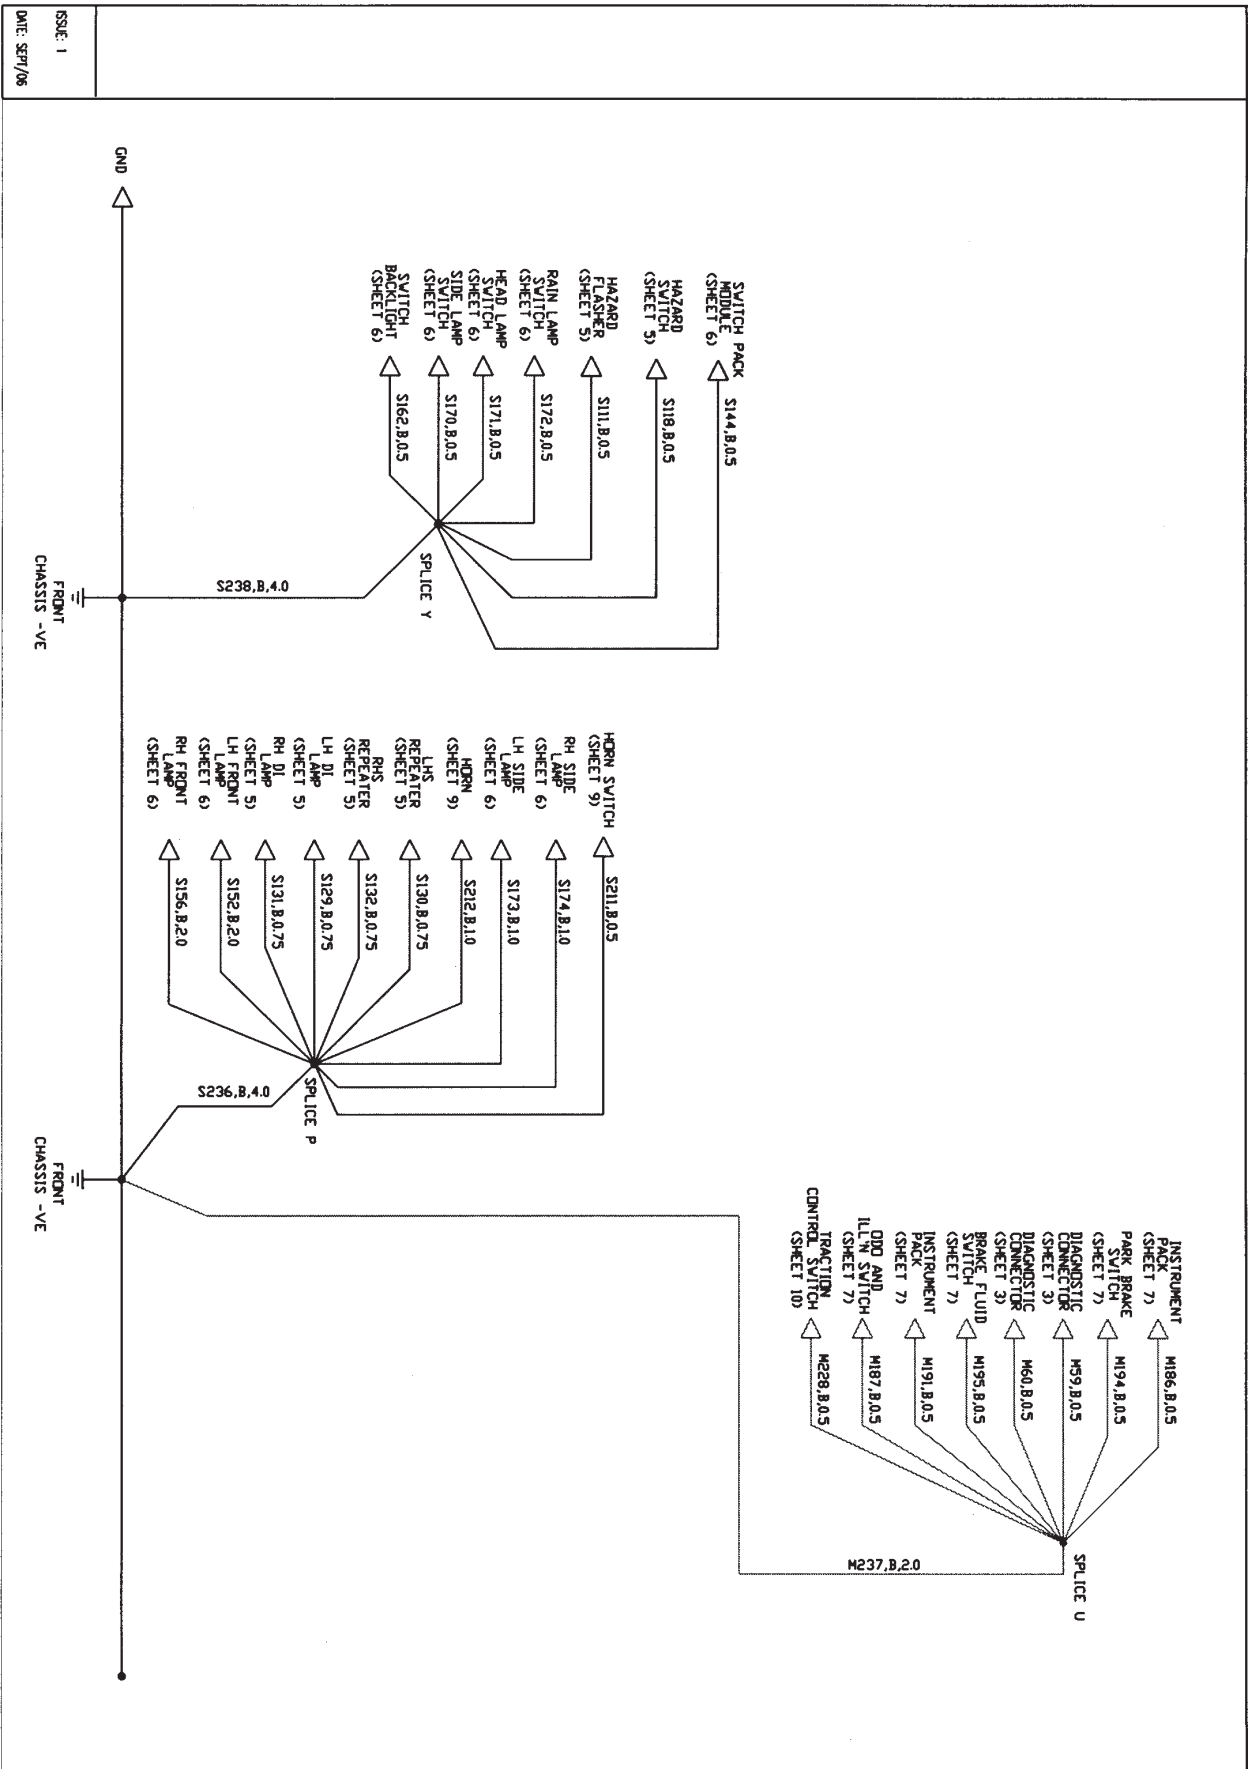 ISSUE: 1
DATE: SEPT/06
INSTRUMENT
PACK
(SHEET 7)
M186,B,0.5
PARK BRAKE
SWITCH
(SHEET 7)
M194,B,0.5
DIAGNOSTIC
CONNECTOR
(SHEET 3)
M59,B,0.5
DIAGNOSTIC
CONNECTOR
(SHEET 3)
M60,B,0.5
BRAKE FLUID
SWITCH
(SHEET 7)
M195,B,0.5
INSTRUMENT
PACK
(SHEET 7)
M191,B,0.5
ODO AND
ILL'N SWITCH
(SHEET 7)
M187,B,0.5
TRACTION
CONTROL SWITCH
(SHEET 10)
M228,B,0.5
SPLICE U
M237,B,2.0
SWITCH PACK
MODULE
(SHEET 6)
S144,B,0.5
HAZARD
SWITCH
(SHEET 5)
S118,B,0.5
HAZARD
FLASHER
(SHEET 5)
S111,B,0.5
RAIN LAMP
SWITCH
(SHEET 6)
S172,B,0.5
HEAD LAMP
SWITCH
(SHEET 6)
S171,B,0.5
SIDE LAMP
SWITCH
(SHEET 6)
S170,B,0.5
SWITCH
BACKLIGHT
(SHEET 6)
S162,B,0.5
SPLICE Y
S238,B,4.0
HORN SWITCH
(SHEET 9)
S211,B,0.5
RH SIDE
LAMP
(SHEET 6)
S174,B,1.0
LH SIDE
LAMP
(SHEET 6)
S173,B,1.0
HORN
(SHEET 9)
S212,B,1.0
LHS
REPEATER
(SHEET 5)
S130,B,0.75
RHS
REPEATER
(SHEET 5)
S132,B,0.75
LH DI
LAMP
(SHEET 5)
S129,B,0.75
RH DI
LAMP
(SHEET 5)
S131,B,0.75
LH FRONT
LAMP
(SHEET 6)
S152,B,2.0
RH FRONT
LAMP
(SHEET 6)
S156,B,2.0
SPLICE P
S236,B,4.0
GND
FRONT
CHASSIS -VE
FRONT
CHASSIS -VE